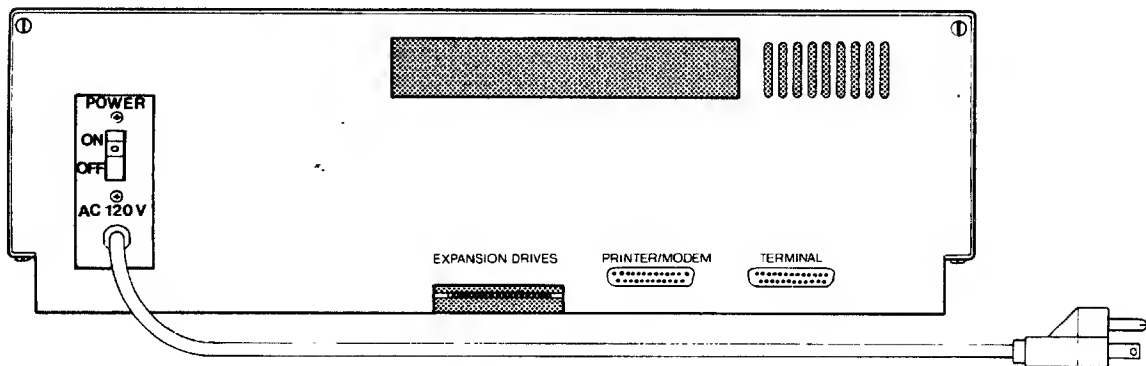 POWER
ON
OFF
AC 120 V
EXPANSION DRIVES
PRINTER/MODEM
TERMINAL